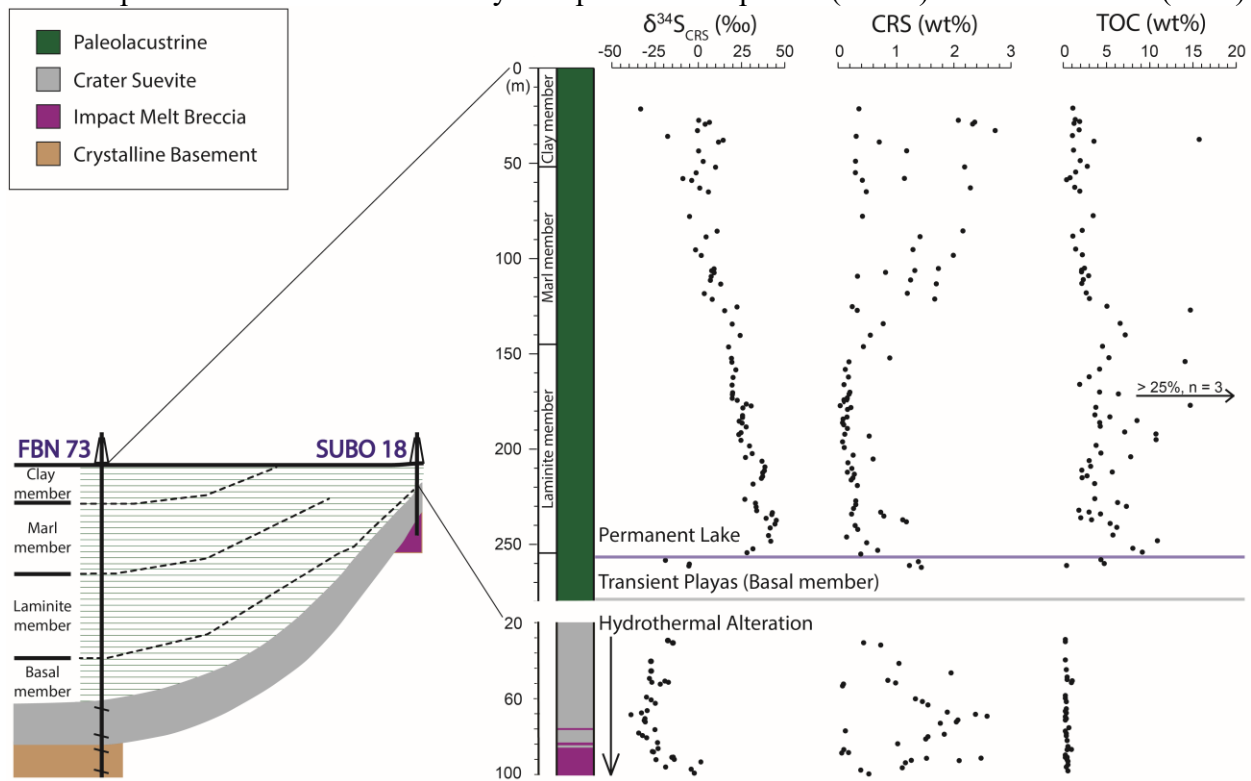 Paleolacustrine
Crater Suevite
Impact Melt Breccia
Crystalline Basement
δ³⁴S_CRS (‰)
CRS (wt%)
TOC (wt%)
-50 -25 0 25 50
0 1 2 3
0 5 10 15 20
0
(m)
50
100
150
200
250
Clay member
Marl member
Laminite member
> 25%, n = 3
Permanent Lake
Transient Playas (Basal member)
Hydrothermal Alteration
20
60
100
FBN 73
SUBO 18
Clay
member
Marl
member
Laminite
member
Basal
member